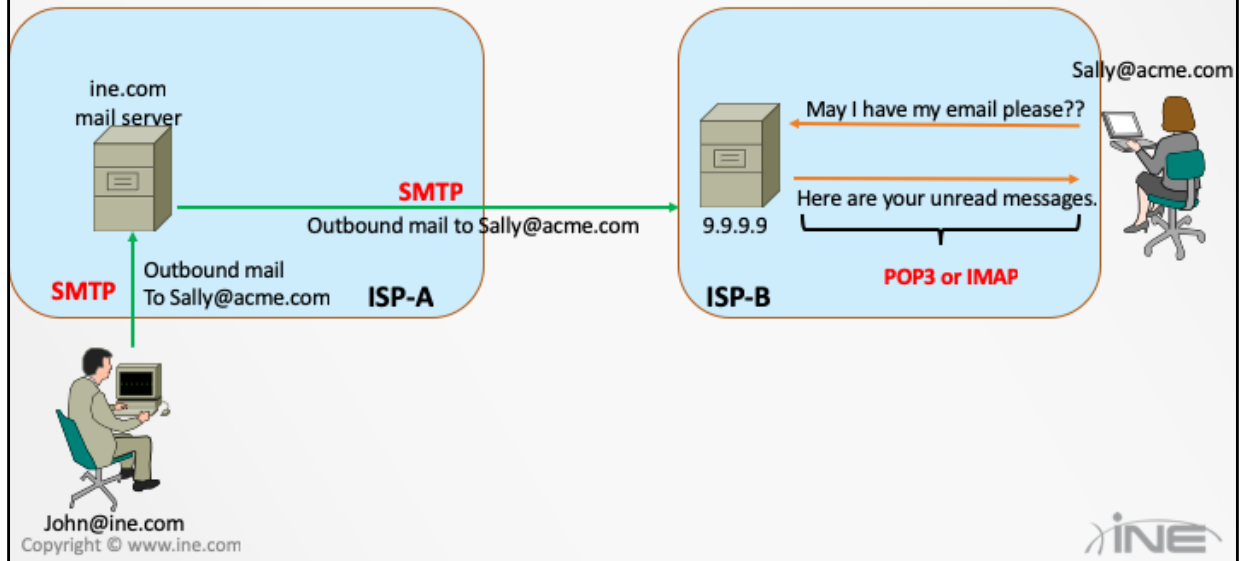 ine.com
mail server
SMTP
Outbound mail to Sally@acme.com
Outbound mail
To Sally@acme.com
SMTP
ISP-A
John@ine.com
Sally@acme.com
May I have my email please??
Here are your unread messages.
9.9.9.9
POP3 or IMAP
ISP-B
Copyright © www.ine.com
INE